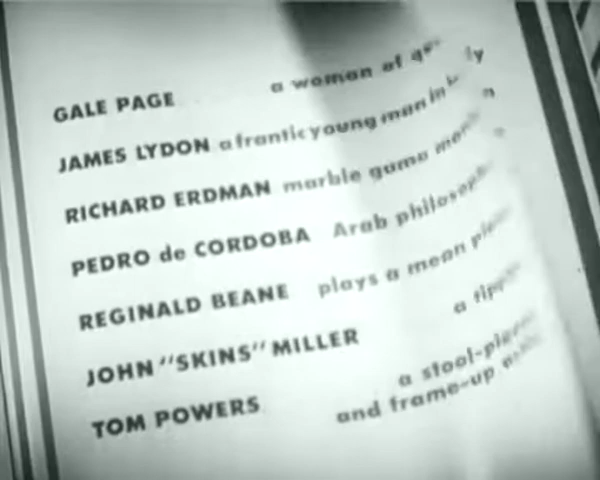 GALE PAGE a woman of
JAMES LYDON a frantic young man in
RICHARD ERDMAN marble game
PEDRO de CORDOBA Arab
REGINALD BEANE plays a mean
JOHN "SKINS" MILLER a
TOM POWERS a
and frame-up